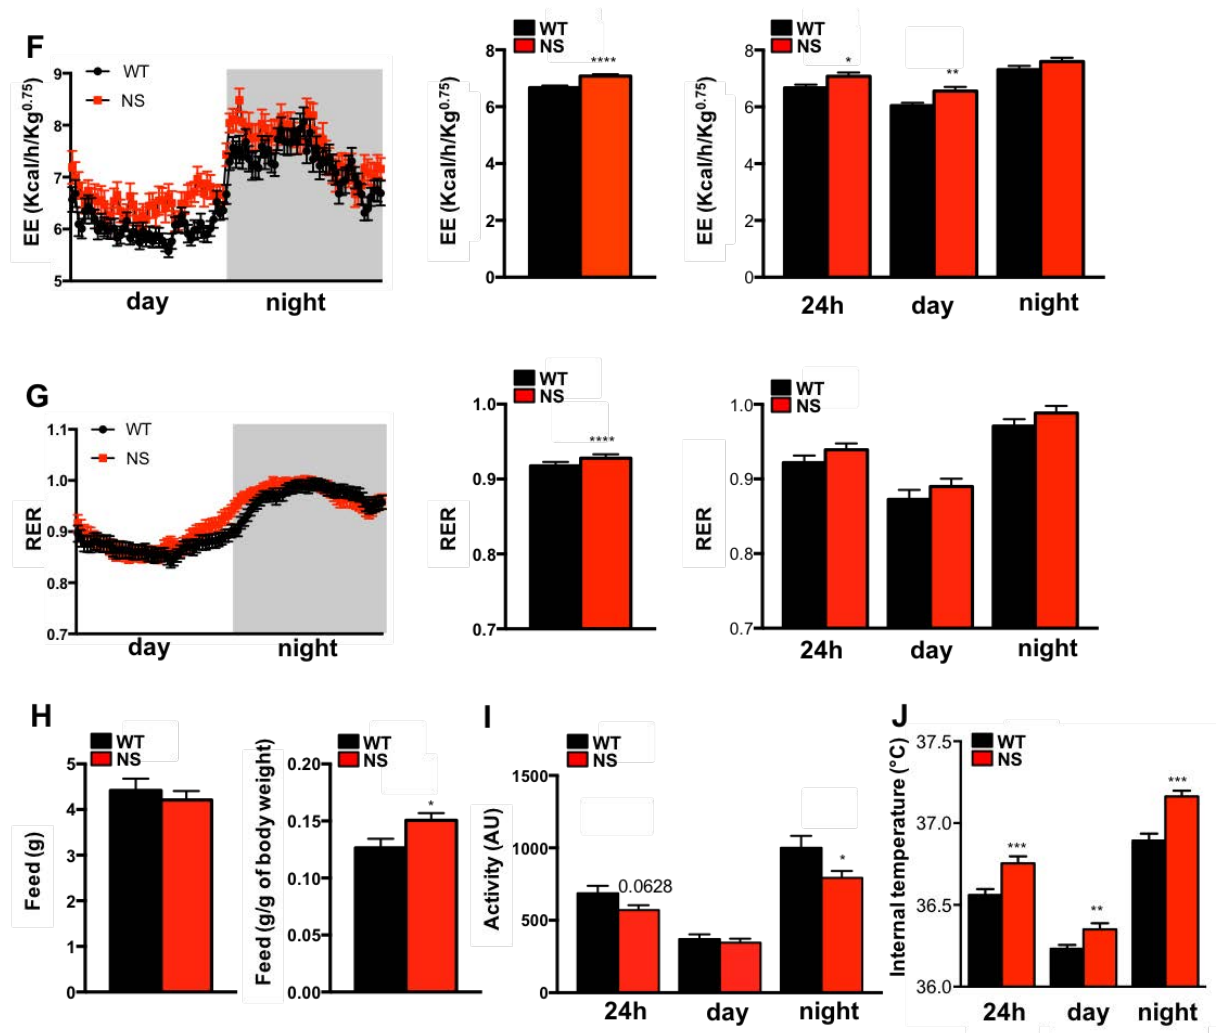 F
WT
NS
9
8
7
6
5
EE (Kcal/h/Kg0.75)
day
night
WT
NS
****
8
6
4
2
0
EE (Kcal/h/Kg0.75)
WT
NS
*
**
8
6
4
2
0
EE (Kcal/h/Kg0.75)
24h
day
night
G
WT
NS
1.1
1.0
0.9
0.8
0.7
RER
day
night
WT
NS
****
1.0
0.9
0.8
0.7
RER
WT
NS
1.0
0.9
0.8
0.7
RER
24h
day
night
H
WT
NS
5
4
3
2
1
0
Feed (g)
WT
NS
*
0.20
0.15
0.10
0.05
0.00
Feed (g/g of body weight)
I
WT
NS
1500
1000
500
0
Activity (AU)
0.0628
*
24h
day
night
J
WT
NS
37.5
37.0
36.5
36.0
Internal temperature (°C)
***
**
***
24h
day
night